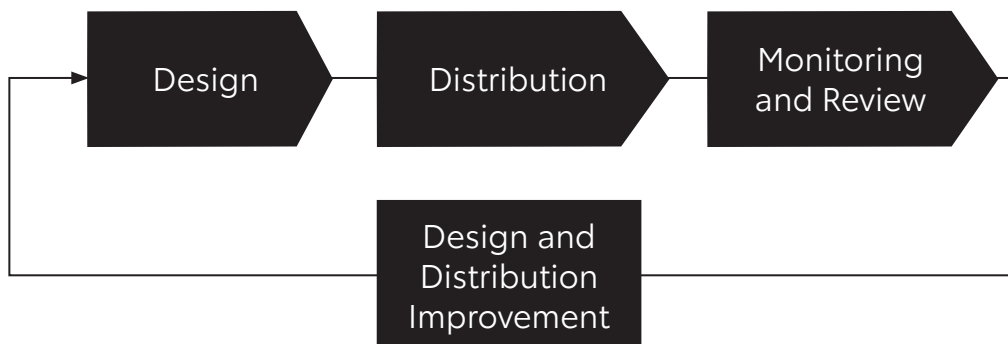 Design
Distribution
Monitoring
and Review
Design and
Distribution
Improvement